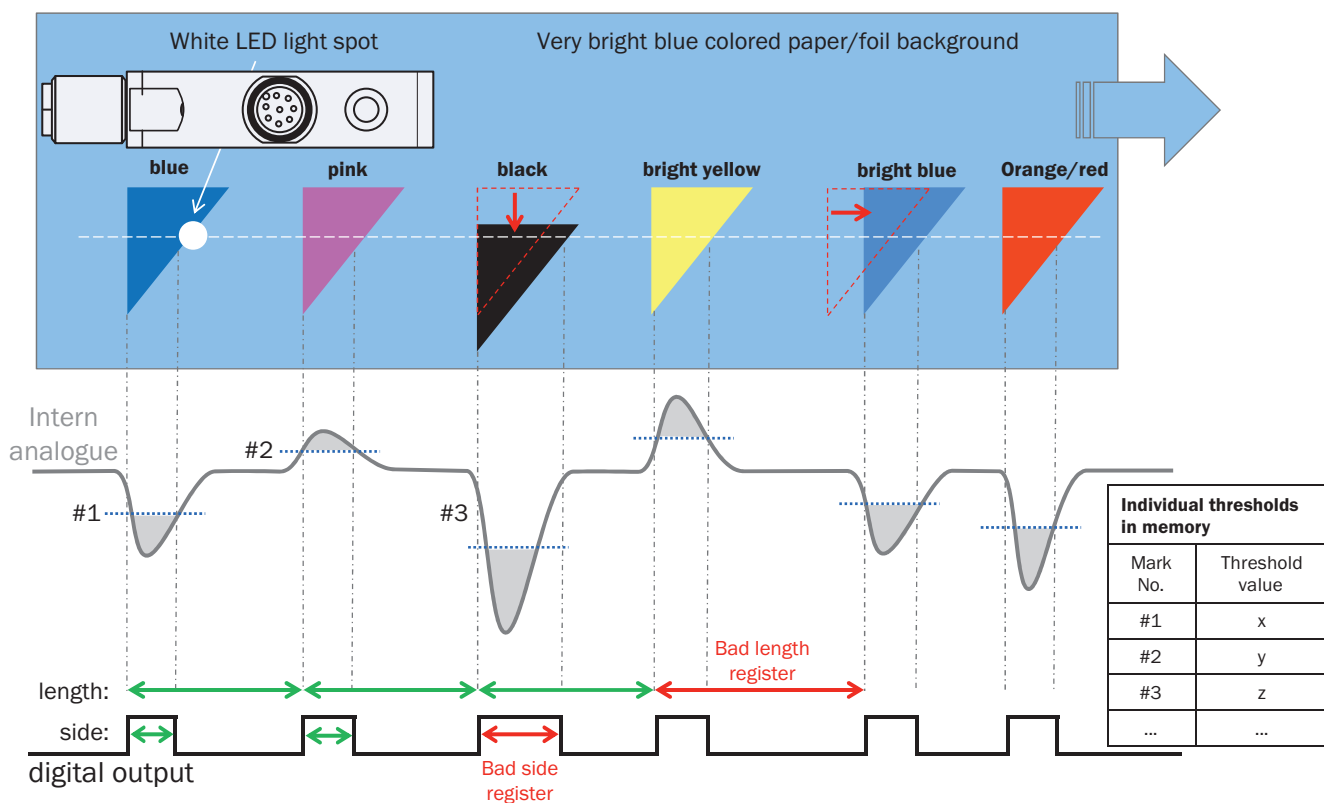 White LED light spot
Very bright blue colored paper/foil background
blue
pink
black
bright yellow
bright blue
Orange/red
Intern
analogue
#1
#2
#3
Individual thresholds
in memory
Mark
No.
Threshold
value
#1
x
#2
y
#3
z
...
...
Bad length
register
length:
side:
Bad side
register
digital output